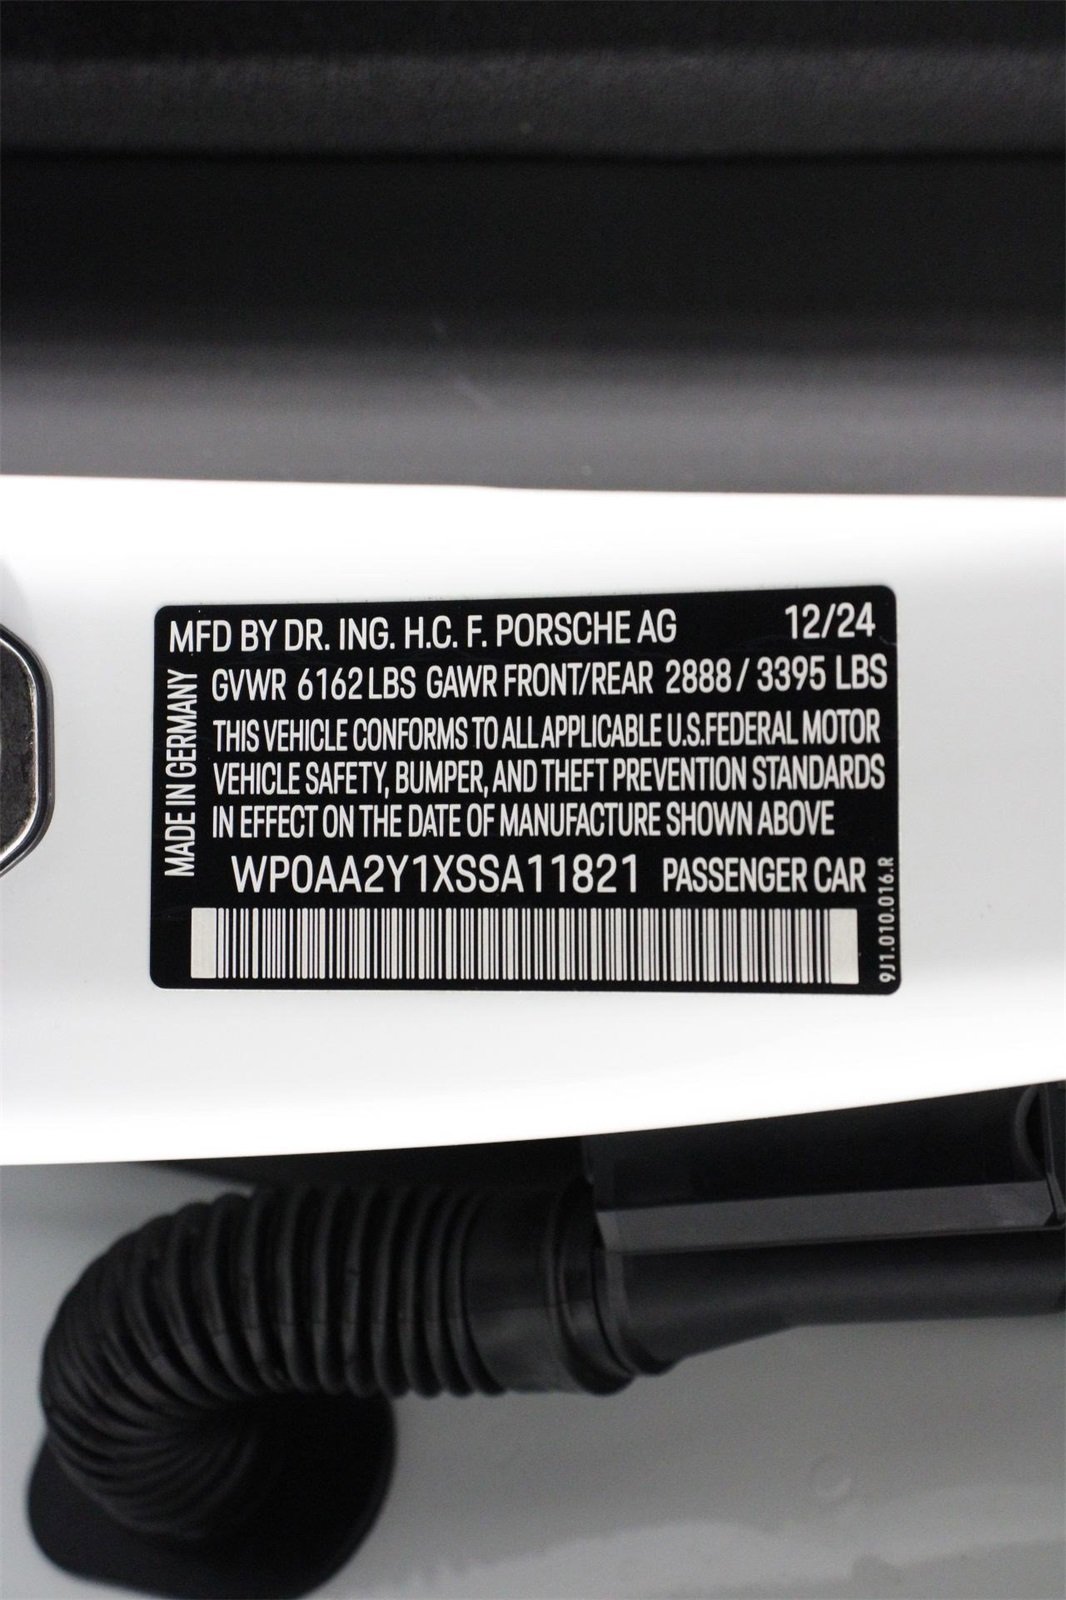 MFD BY DR. ING. H.C. F. PORSCHE AG 12/24
GVWR 6162 LBS GAWR FRONT/REAR 2888 / 3395 LBS
THIS VEHICLE CONFORMS TO ALL APPLICABLE U.S.FEDERAL MOTOR
VEHICLE SAFETY, BUMPER, AND THEFT PREVENTION STANDARDS
IN EFFECT ON THE DATE OF MANUFACTURE SHOWN ABOVE
WP0AA2Y1XSSA11821 PASSENGER CAR
MADE IN GERMANY
9J1.010.016.R